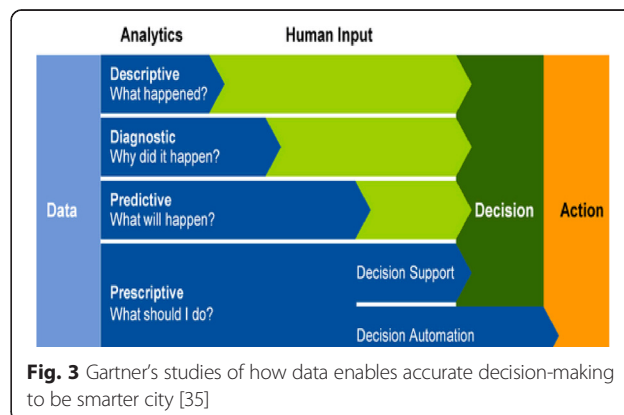 Analytics Human Input
Descriptive
What happened?
Diagnostic
Why did it happen?
Predictive
What will happen?
Data
Decision
Action
Prescriptive
What should I do?
Decision Support
Decision Automation
Fig. 3 Gartner's studies of how data enables accurate decision-making
to be smarter city [35]